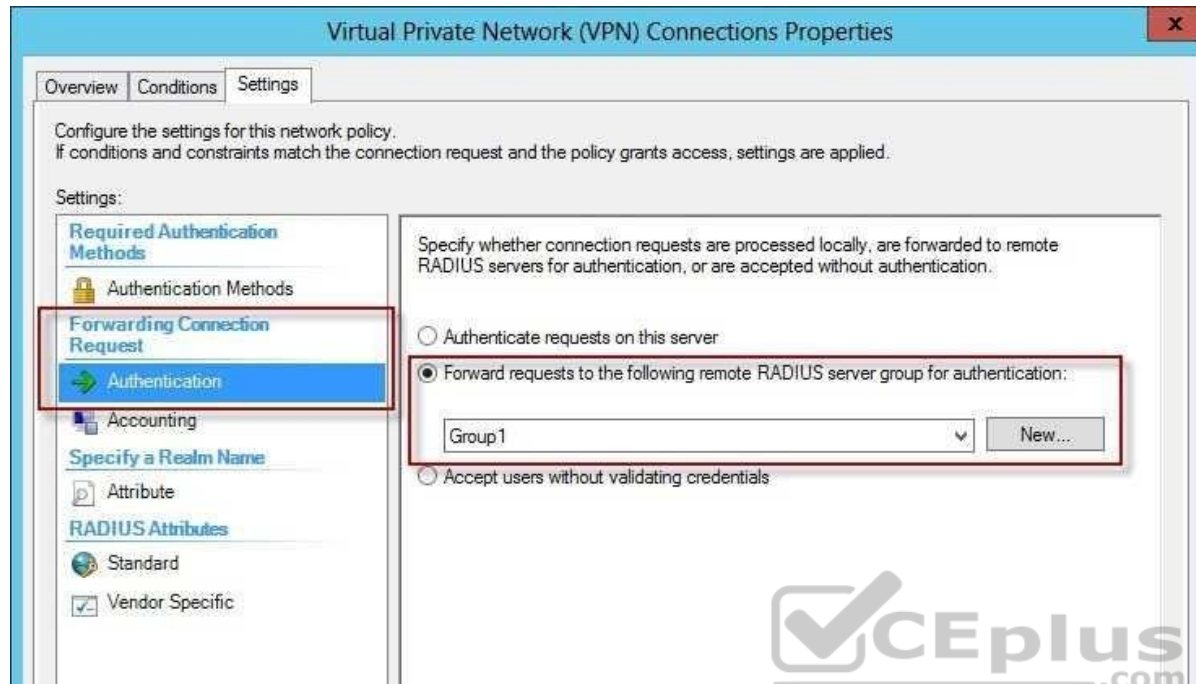 Virtual Private Network (VPN) Connections Properties
x
Overview Conditions Settings
Configure the settings for this network policy.
If conditions and constraints match the connection request and the policy grants access, settings are applied.
Settings:
Required Authentication
Methods
Authentication Methods
Forwarding Connection
Request
Authentication
Accounting
Specify a Realm Name
Attribute
RADIUS Attributes
Standard
Vendor Specific
Specify whether connection requests are processed locally, are forwarded to remote
RADIUS servers for authentication, or are accepted without authentication.
Authenticate requests on this server
Forward requests to the following remote RADIUS server group for authentication:
Group1
New...
Accept users without validating credentials
CEplus
.com